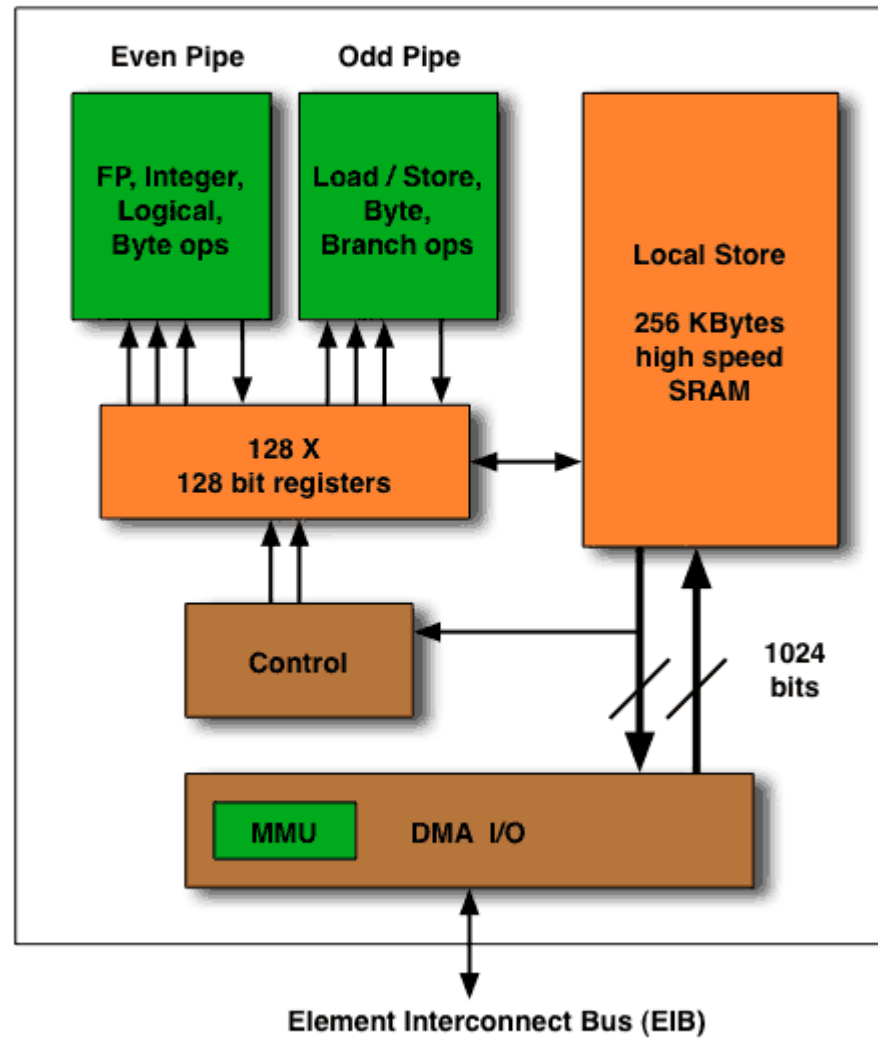 Even Pipe
Odd Pipe
FP, Integer,
Logical,
Byte ops
Load / Store,
Byte,
Branch ops
Local Store
256 KBytes
high speed
SRAM
128 X
128 bit registers
Control
1024
bits
MMU
DMA I/O
Element Interconnect Bus (EIB)